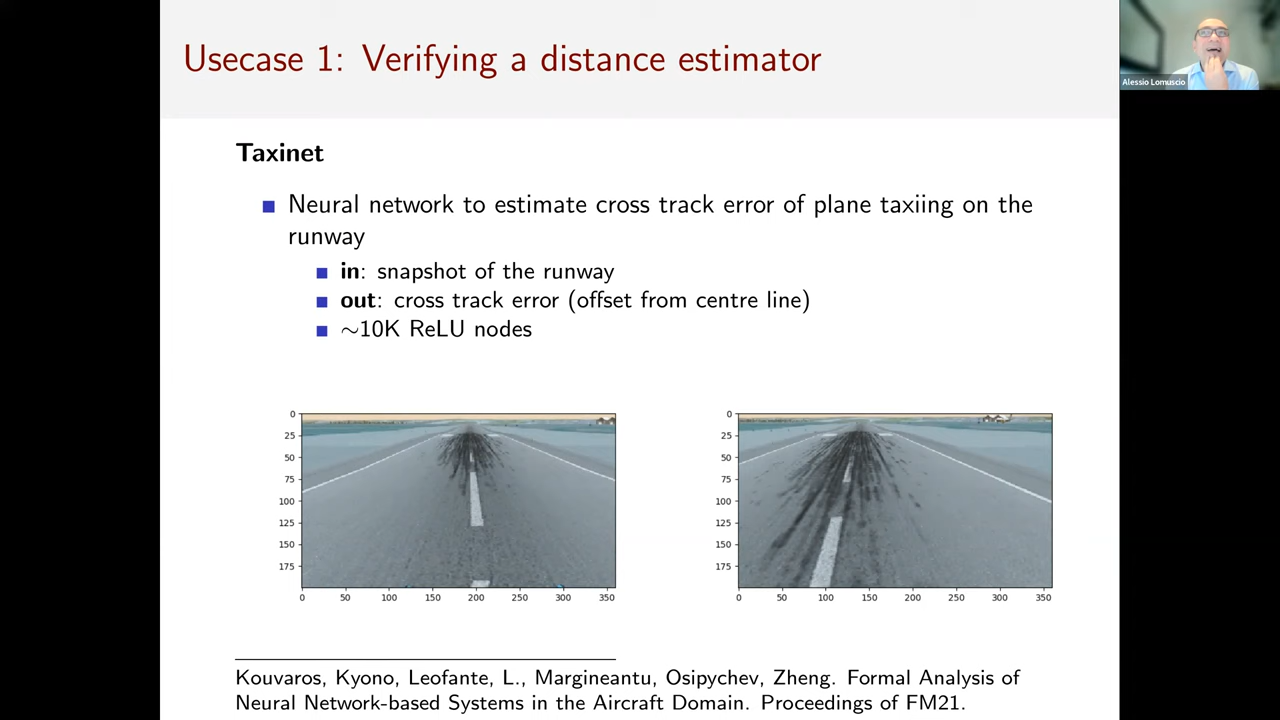 Usecase 1: Verifying a distance estimator
Alessio Lomuscio
Taxinet
Neural network to estimate cross track error of plane taxiing on the
runway
in: snapshot of the runway
out: cross track error (offset from centre line)
~10K ReLU nodes
0
25
50
75
100
125
150
175
0 50 100 150 200 250 300 350
0
25
50
75
100
125
150
175
0 50 100 150 200 250 300 350
Kouvaros, Kyono, Leofante, L., Margineantu, Osipychev, Zheng. Formal Analysis of
Neural Network-based Systems in the Aircraft Domain. Proceedings of FM21.